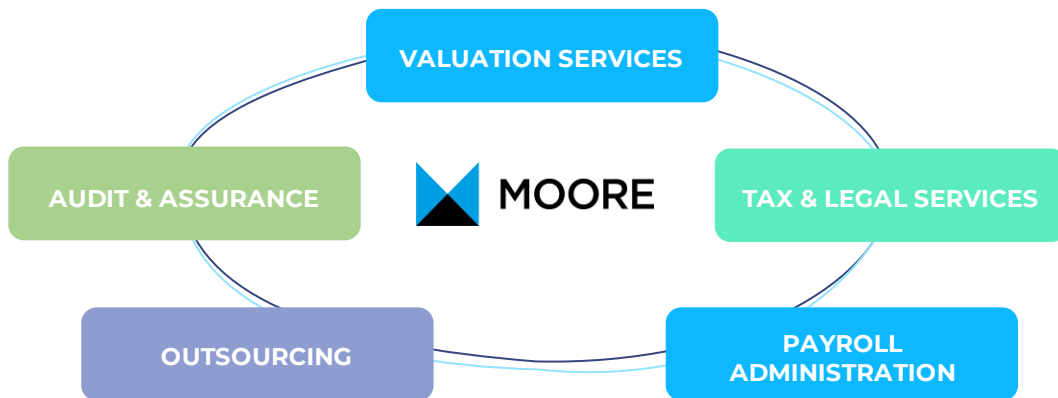 VALUATION SERVICES
AUDIT & ASSURANCE
MOORE
TAX & LEGAL SERVICES
OUTSOURCING
PAYROLL
ADMINISTRATION